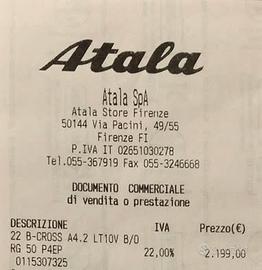 Atala
Atala SpA
Atala Store Firenze
50144 Via Pacini, 49/55
Firenze FI
P.IVA IT 02651030278
Tel.055-367919 Fax 055-3246668
DOCUMENTO COMMERCIALE
di vendita o prestazione
DESCRIZIONE IVA Prezzo(€)
22 B-CROSS A4.2 LT10V B/O
RG 50 P4EP 22,00% 2.199,00
0115307325